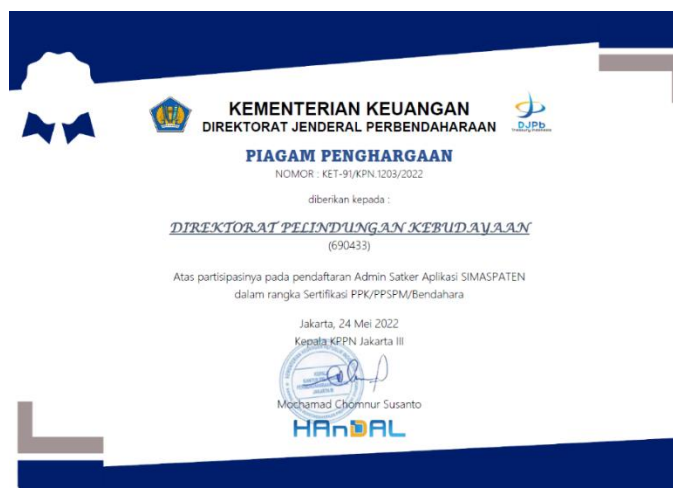 KEMENTERIAN KEUANGAN
DIREKTORAT JENDERAL PERBENDAHARAAN
DJPb
PIAGAM PENGHARGAAN
NOMOR : KET-91/KPN.1203/2022
diberikan kepada :
DIREKTORAT PELINDUNGAN KEBUDAYAAN
(690433)
Atas partisipasinya pada pendaftaran Admin Satker Aplikasi SIMASPATEN
dalam rangka Sertifikasi PPK/PPSPM/Bendahara
Jakarta, 24 Mei 2022
Kepala KPPN Jakarta III
Mochamad Chomnur Susanto
HAnDAL